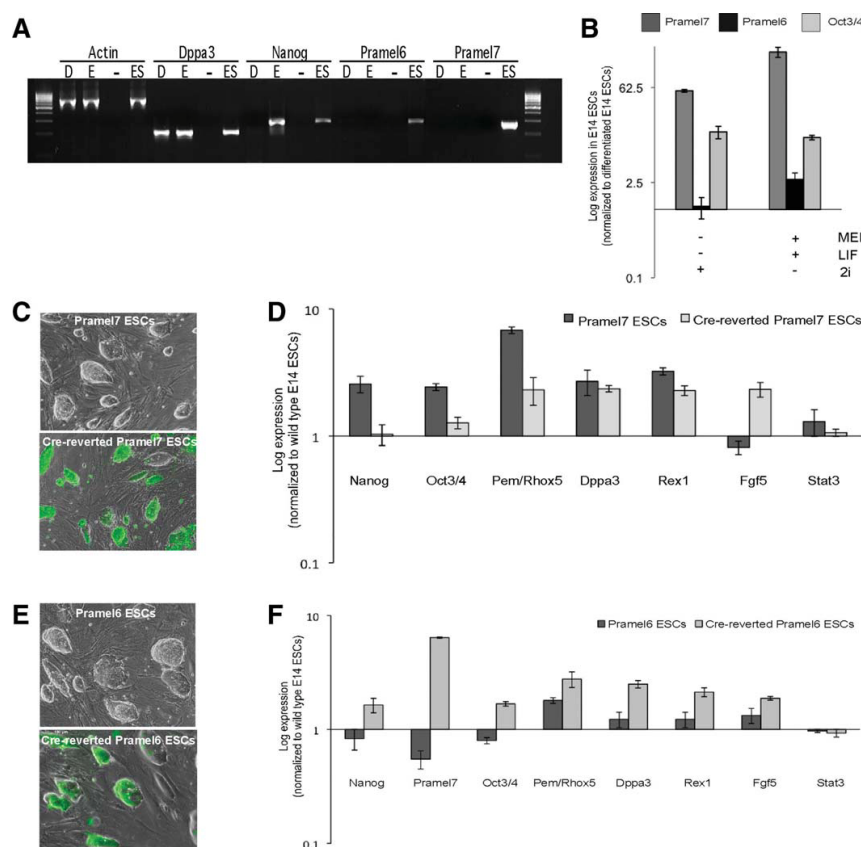 A
Actin Dppa3 Nanog Pramel6 Pramel7
D E - ES D E - ES D E - ES D E - ES D E - ES
B
Pramel7 Pramel6 Oct3/4
Log expression in E14 ESCs
(normalized to differentiated E14 ESCs)
62.5
2.5
0.1
- + MEF
- + LIF
+ - 2i
C
Pramel7 ESCs
Cre-reverted Pramel7 ESCs
D
Pramel7 ESCs Cre-reverted Pramel7 ESCs
Log expression
(normalized to wild type E14 ESCs)
10
1
0.1
Nanog Oct3/4 Pem/Rhox5 Dppa3 Rex1 Fgf5 Stat3
E
Pramel6 ESCs
Cre-reverted Pramel6 ESCs
F
Pramel6 ESCs Cre-reverted Pramel6 ESCs
Log expression
(normalized to wild type E14 ESCs)
10
1
0.1
Nanog Pramel7 Oct3/4 Pem/Rhox5 Dppa3 Rex1 Fgf5 Stat3